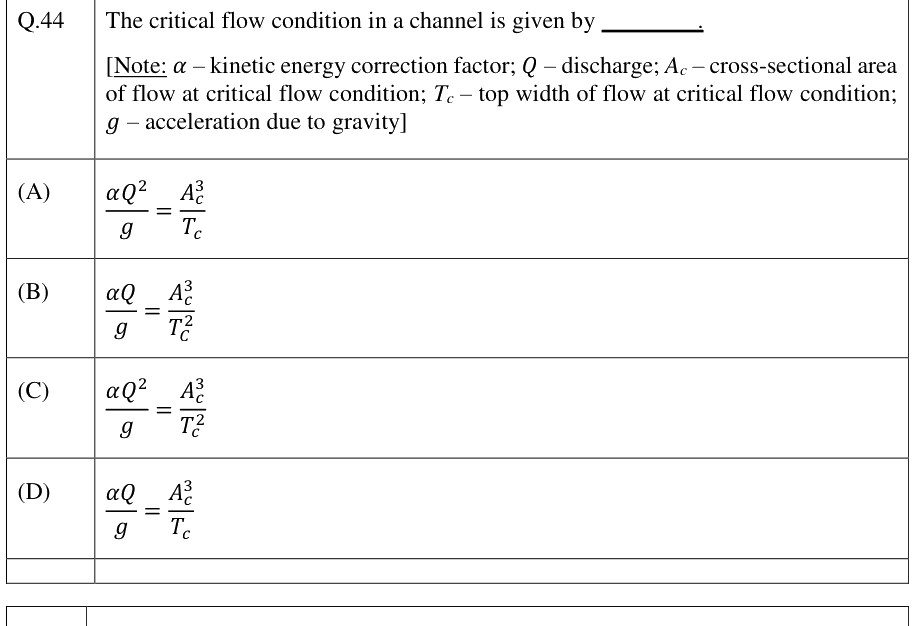 Q.44 The critical flow condition in a channel is given by ________.
[Note: α – kinetic energy correction factor; Q – discharge; A_c – cross-sectional area
of flow at critical flow condition; T_c – top width of flow at critical flow condition;
g – acceleration due to gravity]
(A) αQ²/g = A_c³/T_c
(B) αQ/g = A_c³/T_c²
(C) αQ²/g = A_c³/T_c²
(D) αQ/g = A_c³/T_c